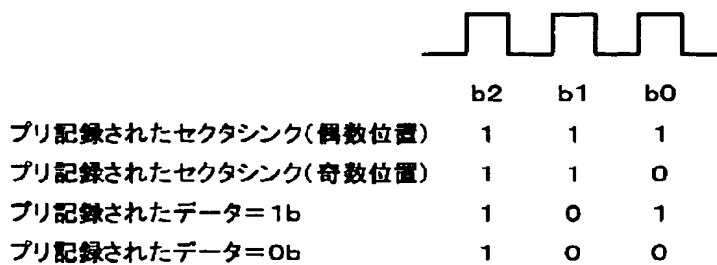 b2 b1 b0
プリ記録されたセクタシンク(偶数位置) 1 1 1
プリ記録されたセクタシンク(奇数位置) 1 1 0
プリ記録されたデータ=1b 1 0 1
プリ記録されたデータ=0b 1 0 0